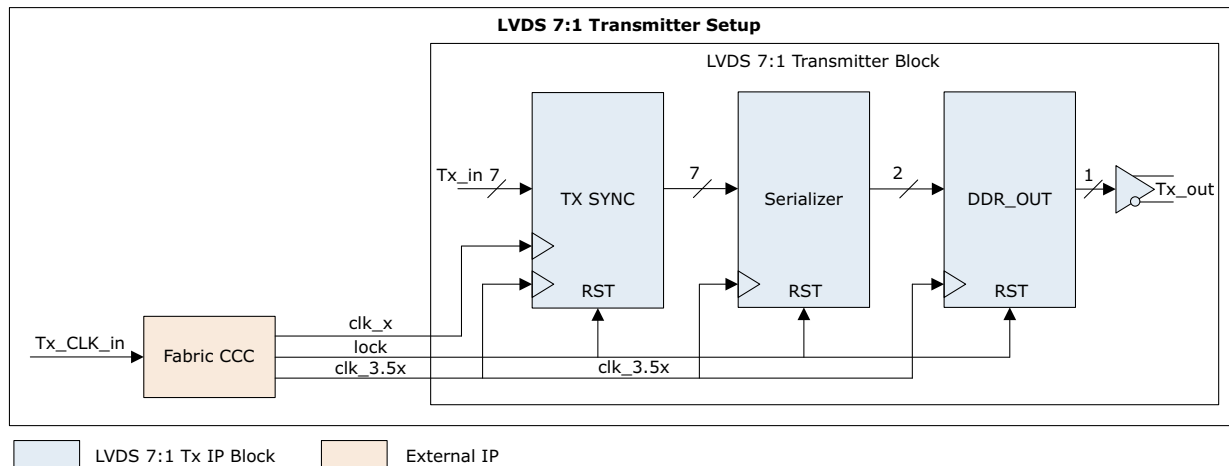 LVDS 7:1 Transmitter Setup
LVDS 7:1 Transmitter Block
Tx_in 7
TX SYNC
RST
7
Serializer
RST
2
DDR_OUT
RST
1
Tx_out
Tx_CLK_in
Fabric CCC
clk_x
lock
clk_3.5x
clk_3.5x
LVDS 7:1 Tx IP Block
External IP